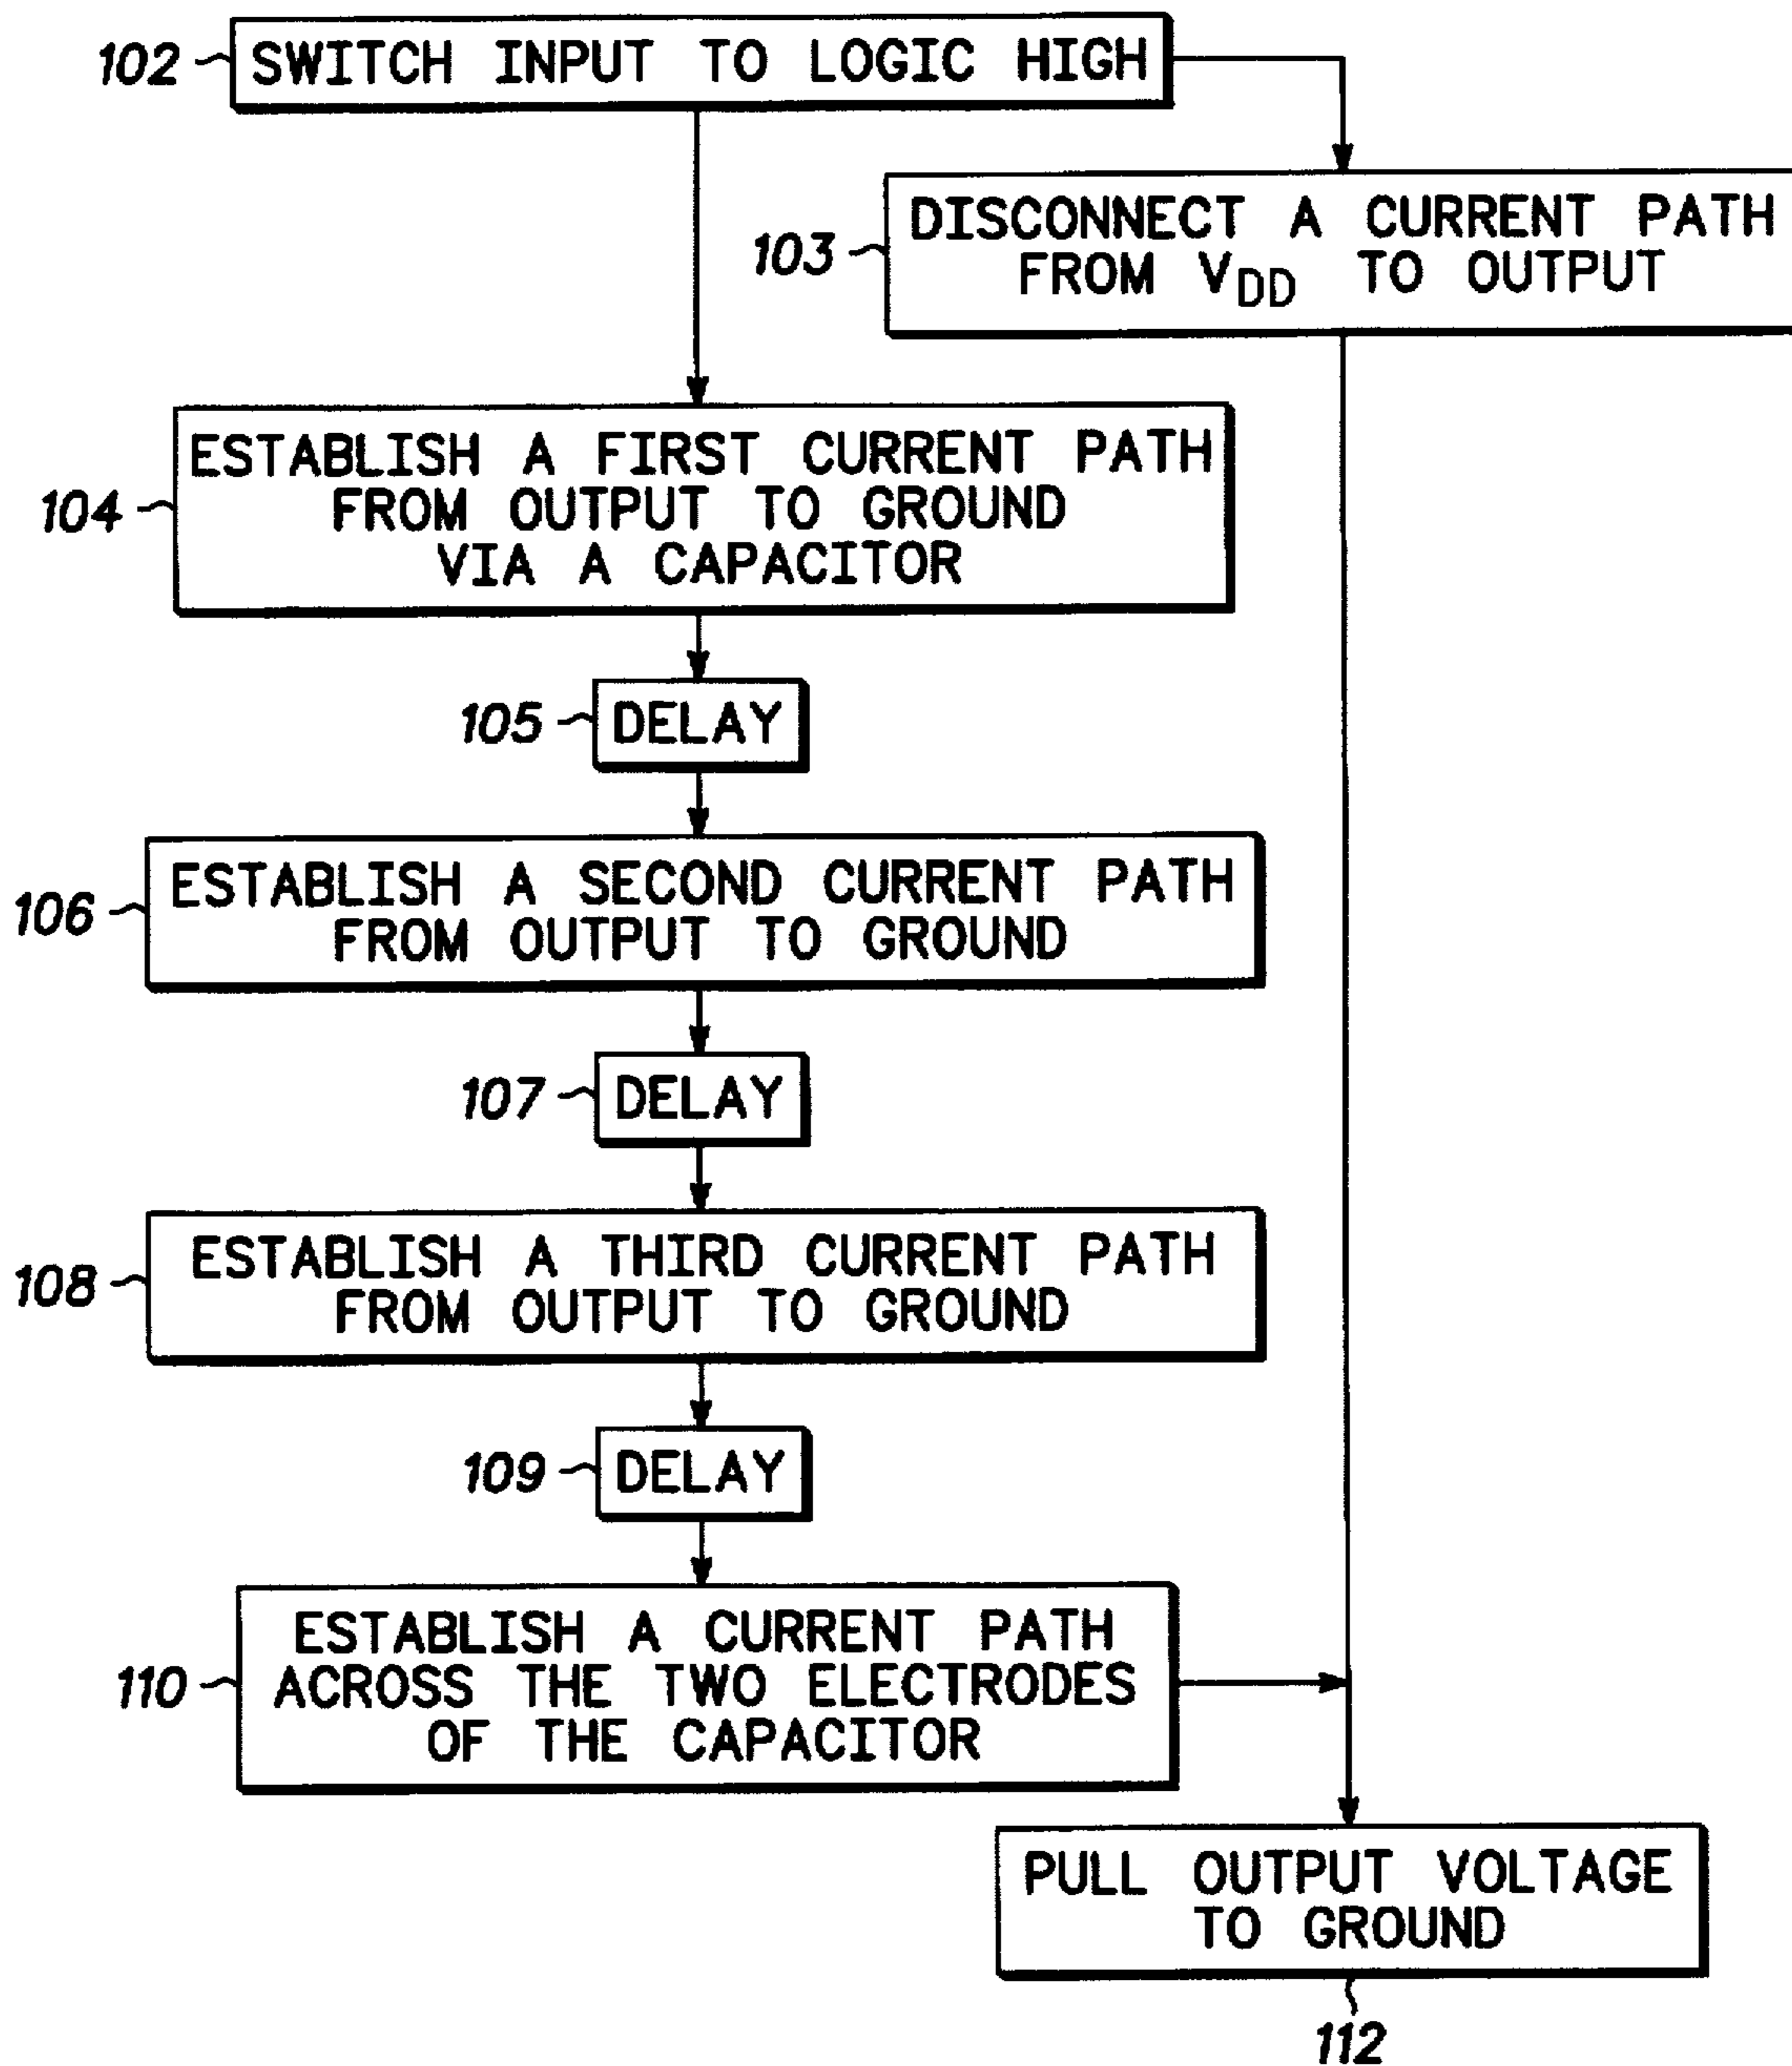 102 SWITCH INPUT TO LOGIC HIGH
DISCONNECT A CURRENT PATH
103 FROM VDD TO OUTPUT
ESTABLISH A FIRST CURRENT PATH
104 FROM OUTPUT TO GROUND
VIA A CAPACITOR
105 DELAY
ESTABLISH A SECOND CURRENT PATH
106 FROM OUTPUT TO GROUND
107 DELAY
ESTABLISH A THIRD CURRENT PATH
108 FROM OUTPUT TO GROUND
109 DELAY
ESTABLISH A CURRENT PATH
110 ACROSS THE TWO ELECTRODES
OF THE CAPACITOR
PULL OUTPUT VOLTAGE
TO GROUND
112